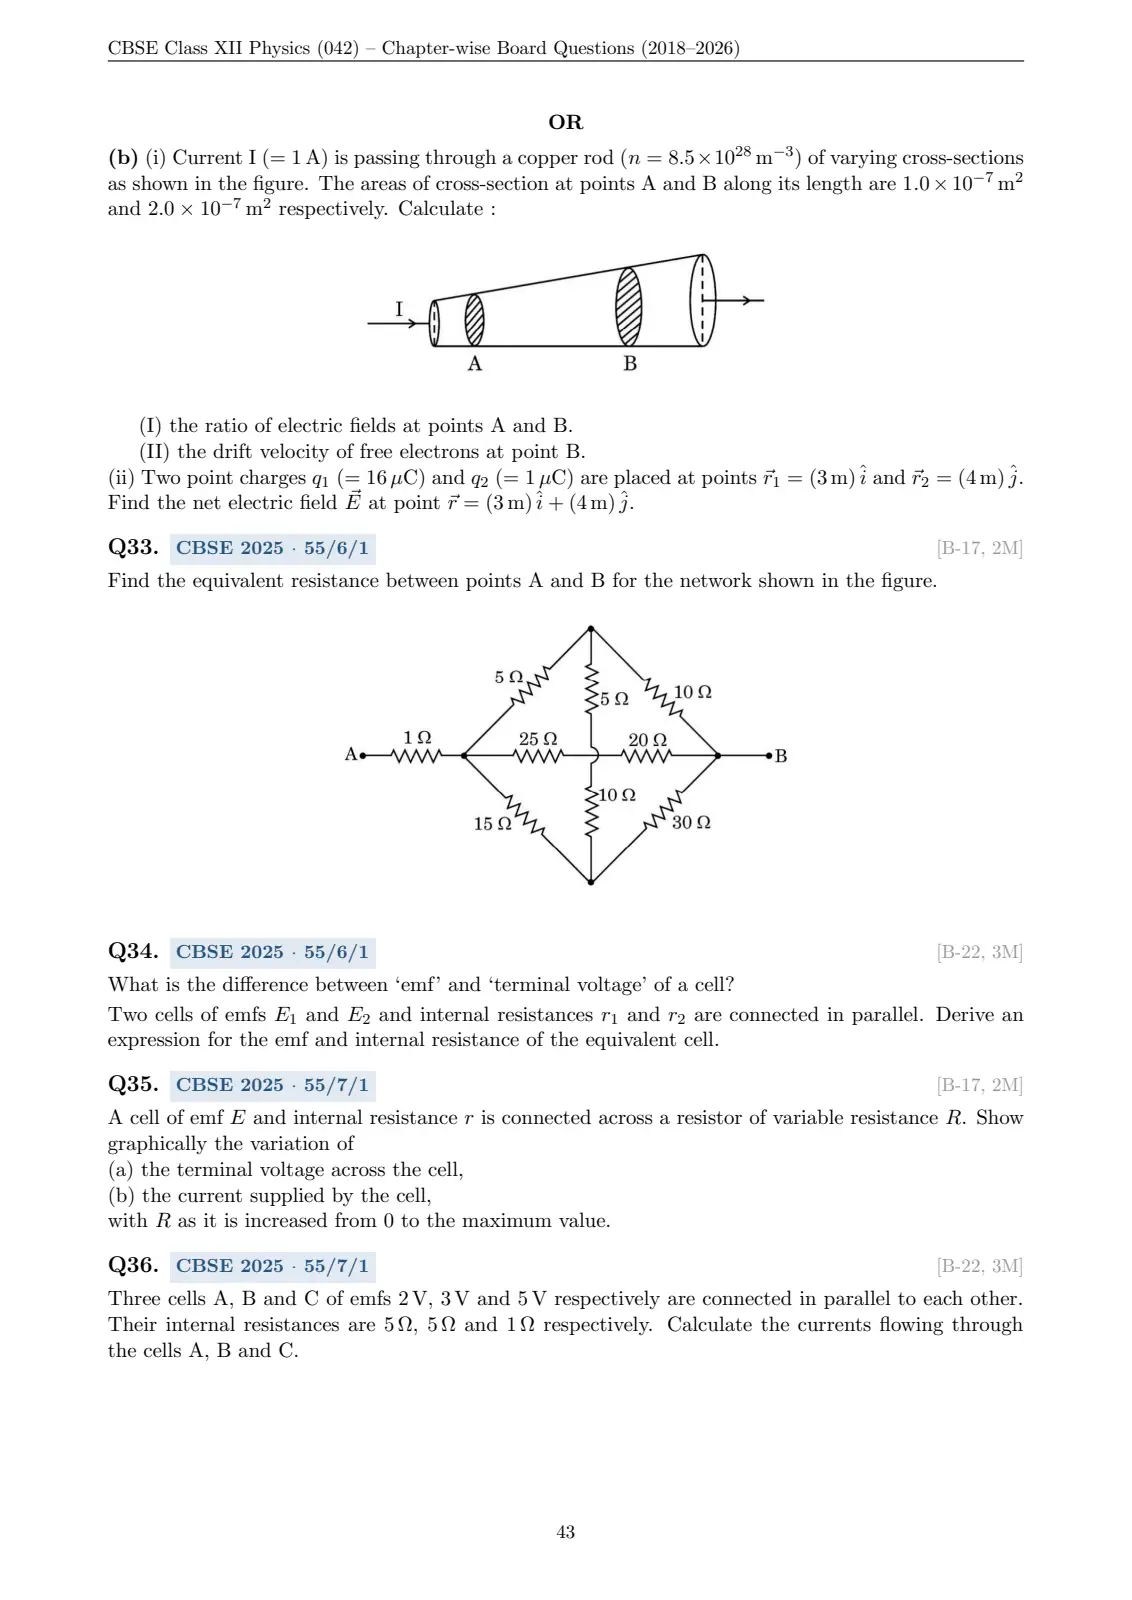 CBSE Class XII Physics (042) – Chapter-wise Board Questions (2018–2026)
OR
(b) (i) Current I (= 1 A) is passing through a copper rod (n = 8.5 × 10²⁸ m⁻³) of varying cross-sections
as shown in the figure. The areas of cross-section at points A and B along its length are 1.0 × 10⁻⁷ m²
and 2.0 × 10⁻⁷ m² respectively. Calculate :
I
A B
(I) the ratio of electric fields at points A and B.
(II) the drift velocity of free electrons at point B.
(ii) Two point charges q₁ (= 16 μC) and q₂ (= 1 μC) are placed at points r⃗₁ = (3 m) î and r⃗₂ = (4 m) ĵ.
Find the net electric field E⃗ at point r⃗ = (3 m) î + (4 m) ĵ.
Q33. CBSE 2025 · 55/6/1 [B-17, 2M]
Find the equivalent resistance between points A and B for the network shown in the figure.
5 Ω
5 Ω
10 Ω
A
1 Ω
25 Ω
20 Ω
B
15 Ω
10 Ω
30 Ω
Q34. CBSE 2025 · 55/6/1 [B-22, 3M]
What is the difference between ‘emf’ and ‘terminal voltage’ of a cell?
Two cells of emfs E₁ and E₂ and internal resistances r₁ and r₂ are connected in parallel. Derive an
expression for the emf and internal resistance of the equivalent cell.
Q35. CBSE 2025 · 55/7/1 [B-17, 2M]
A cell of emf E and internal resistance r is connected across a resistor of variable resistance R. Show
graphically the variation of
(a) the terminal voltage across the cell,
(b) the current supplied by the cell,
with R as it is increased from 0 to the maximum value.
Q36. CBSE 2025 · 55/7/1 [B-22, 3M]
Three cells A, B and C of emfs 2 V, 3 V and 5 V respectively are connected in parallel to each other.
Their internal resistances are 5 Ω, 5 Ω and 1 Ω respectively. Calculate the currents flowing through
the cells A, B and C.
43